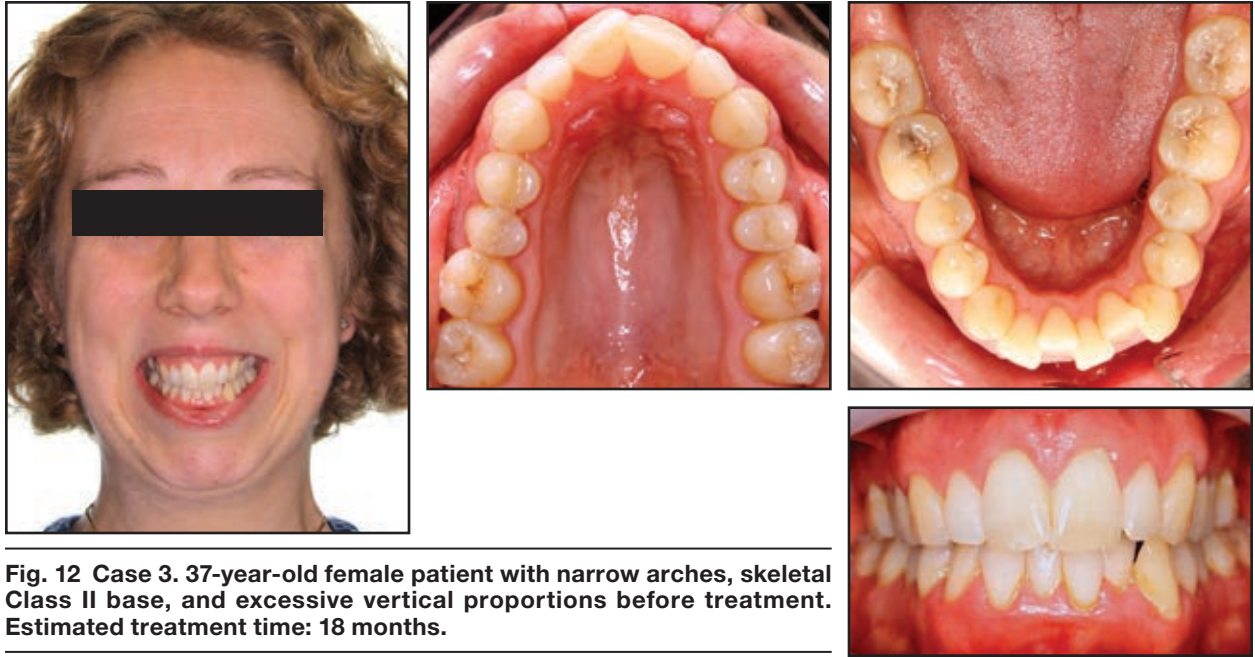 Fig. 12 Case 3. 37-year-old female patient with narrow arches, skeletal
Class II base, and excessive vertical proportions before treatment.
Estimated treatment time: 18 months.